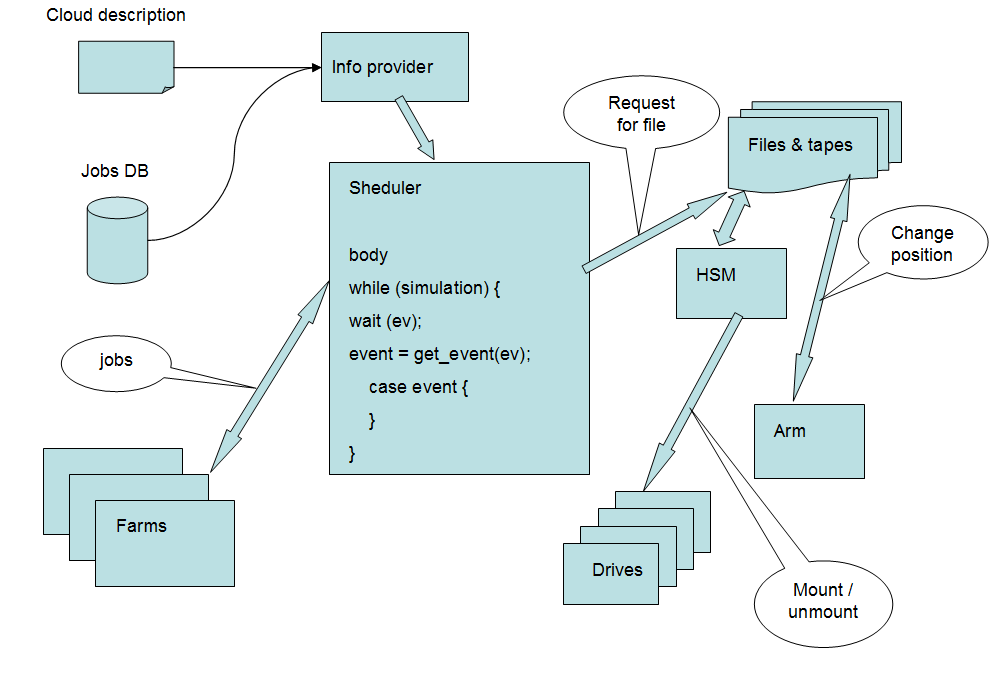 Cloud description
Info provider
Jobs DB
Request
for file
Files & tapes
Sheduler
body
while (simulation) {
wait (ev);
event = get_event(ev);
case event {
}
}
Change
position
HSM
jobs
Arm
Farms
Drives
Mount /
unmount